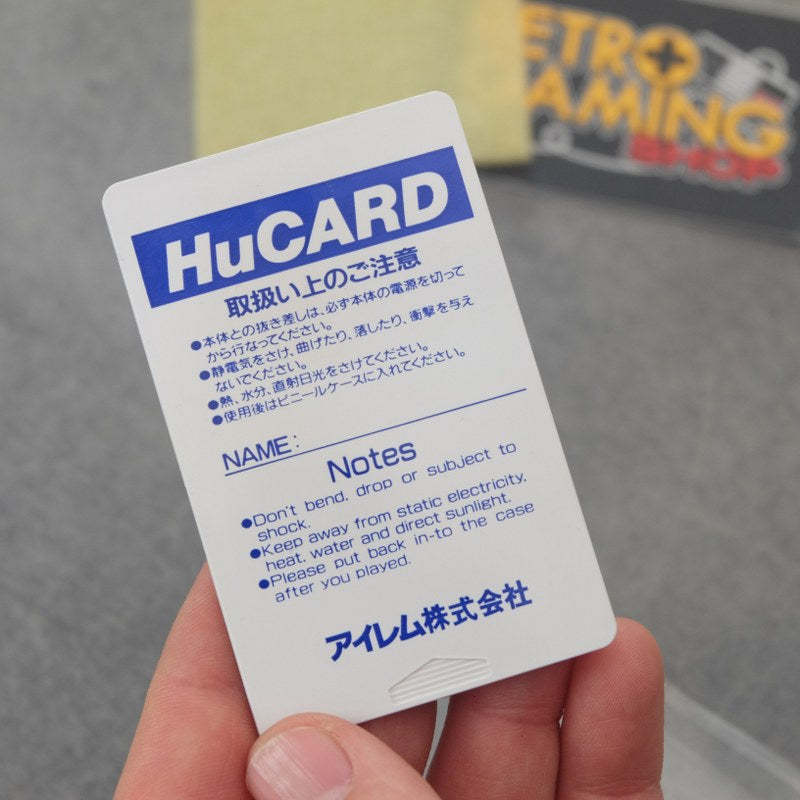 ETRO
GAMING
SHOP
HuCARD
取扱い上のご注意
●本体との抜き差しは、必ず本体の電源を切って
から行なってください。
●静電気をさけ、曲げたり、落したり、衝撃を与え
ないでください。
●熱、水分、直射日光をさけてください。
●使用後はビニールケースに入れてください。
NAME:
Notes
●Don't bend, drop or subject to
shock.
●Keep away from static electricity,
heat, water and direct sunlight.
●Please put back in-to the case
after you played.
アイレム株式会社